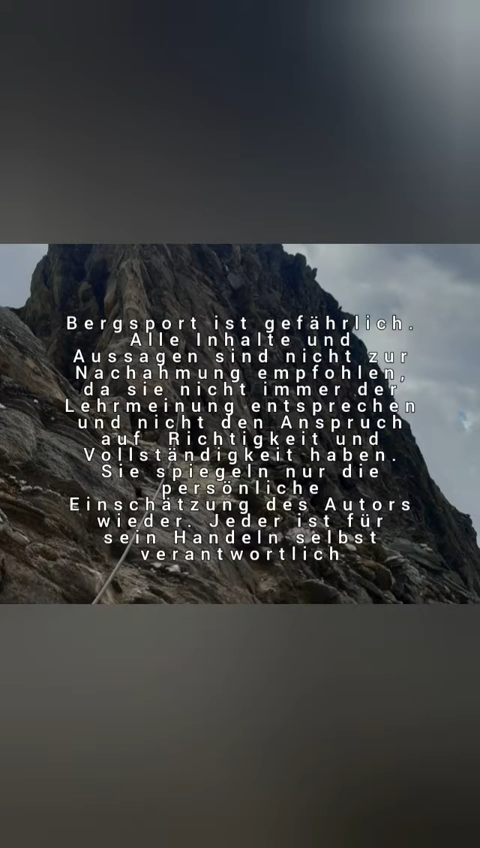 Bergsport ist gefährlich.
Alle Inhalte und
Aussagen sind nicht zur
Nachahmung empfohlen,
da sie nicht immer der
Lehrmeinung entsprechen
und nicht den Anspruch
auf Richtigkeit und
Vollständigkeit haben.
Sie spiegeln nur die
persönliche
Einschätzung des Autors
wieder. Jeder ist für
sein Handeln selbst
verantwortlich